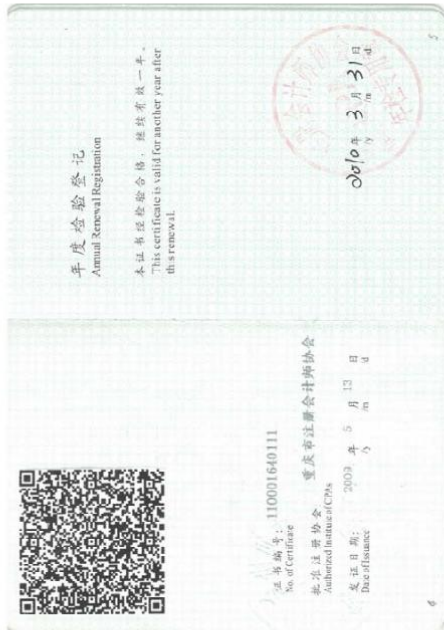 证书编号:
No. of Certificate
110001640111
批准注册协会
Authorized Institute of CPAs
重庆市注册会计师协会
发证日期:
Date of Issuance
2009 年 5 月 13 日
/y /m /d
4
年度检验登记
Annual Renewal Registration
本证书经检验合格，继续有效一年。
This certificate is valid for another year after
this renewal.
2010 年 3 月 31 日
/y /m /d
5